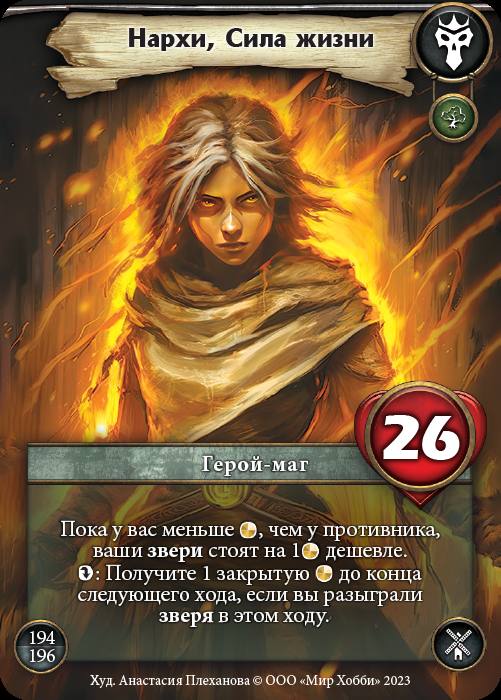 Нархи, Сила жизни
26
Герой-маг
Пока у вас меньше , чем у противника,
ваши звери стоят на 1 дешевле.
: Получите 1 закрытую до конца
следующего хода, если вы разыграли
зверя в этом ходу.
194
196
Худ. Анастасия Плеханова © ООО «Мир Хобби» 2023